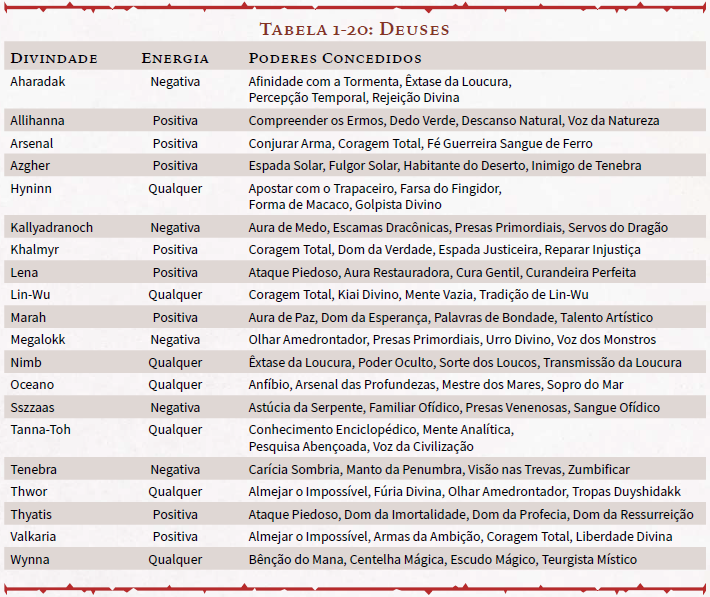 Tabela 1-20: Deuses
Divindade Energia Poderes Concedidos
Aharadak Negativa Afinidade com a Tormenta, Êxtase da Loucura,
Percepção Temporal, Rejeição Divina
Allihanna Positiva Compreender os Ermos, Dedo Verde, Descanso Natural, Voz da Natureza
Arsenal Positiva Conjurar Arma, Coragem Total, Fé Guerreira Sangue de Ferro
Azgher Positiva Espada Solar, Fulgor Solar, Habitante do Deserto, Inimigo de Tenebra
Hyninn Qualquer Apostar com o Trapaceiro, Farsa do Fingidor,
Forma de Macaco, Golpista Divino
Kallyadranoch Negativa Aura de Medo, Escamas Dracônicas, Presas Primordiais, Servos do Dragão
Khalmyr Positiva Coragem Total, Dom da Verdade, Espada Justiceira, Reparar Injustiça
Lena Positiva Ataque Piedoso, Aura Restauradora, Cura Gentil, Curandeira Perfeita
Lin-Wu Qualquer Coragem Total, Kiai Divino, Mente Vazia, Tradição de Lin-Wu
Marah Positiva Aura de Paz, Dom da Esperança, Palavras de Bondade, Talento Artístico
Megalokk Negativa Olhar Amedrontador, Presas Primordiais, Urro Divino, Voz dos Monstros
Nimb Qualquer Êxtase da Loucura, Poder Oculto, Sorte dos Loucos, Transmissão da Loucura
Oceano Qualquer Anfíbio, Arsenal das Profundezas, Mestre dos Mares, Sopro do Mar
Sszzaas Negativa Astúcia da Serpente, Familiar Ofídico, Presas Venenosas, Sangue Ofídico
Tanna-Toh Qualquer Conhecimento Enciclopédico, Mente Analítica,
Pesquisa Abençoada, Voz da Civilização
Tenebra Negativa Carícia Sombria, Manto da Penumbra, Visão nas Trevas, Zumbificar
Thwor Qualquer Almejar o Impossível, Fúria Divina, Olhar Amedrontador, Tropas Duyshidakk
Thyatis Positiva Ataque Piedoso, Dom da Imortalidade, Dom da Profecia, Dom da Ressurreição
Valkaria Positiva Almejar o Impossível, Armas da Ambição, Coragem Total, Liberdade Divina
Wynna Qualquer Bênção do Mana, Centelha Mágica, Escudo Mágico, Teurgista Místico